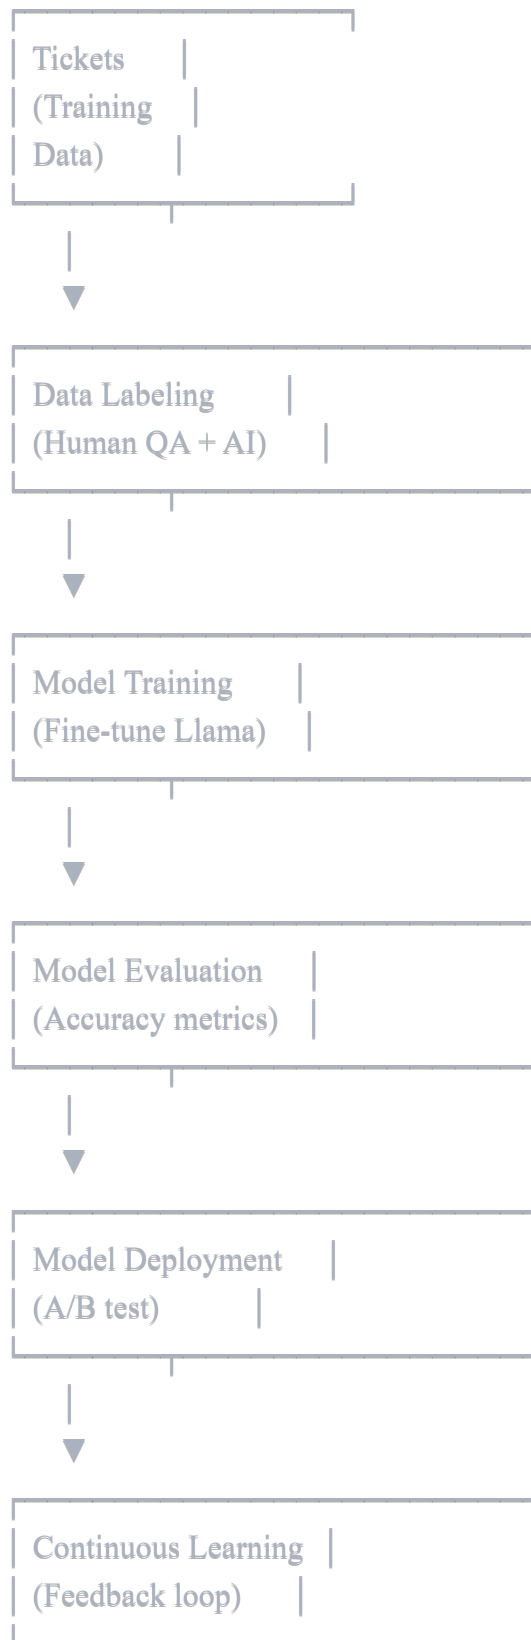 Tickets
(Training
Data)
Data Labeling
(Human QA + AI)
Model Training
(Fine-tune Llama)
Model Evaluation
(Accuracy metrics)
Model Deployment
(A/B test)
Continuous Learning
(Feedback loop)